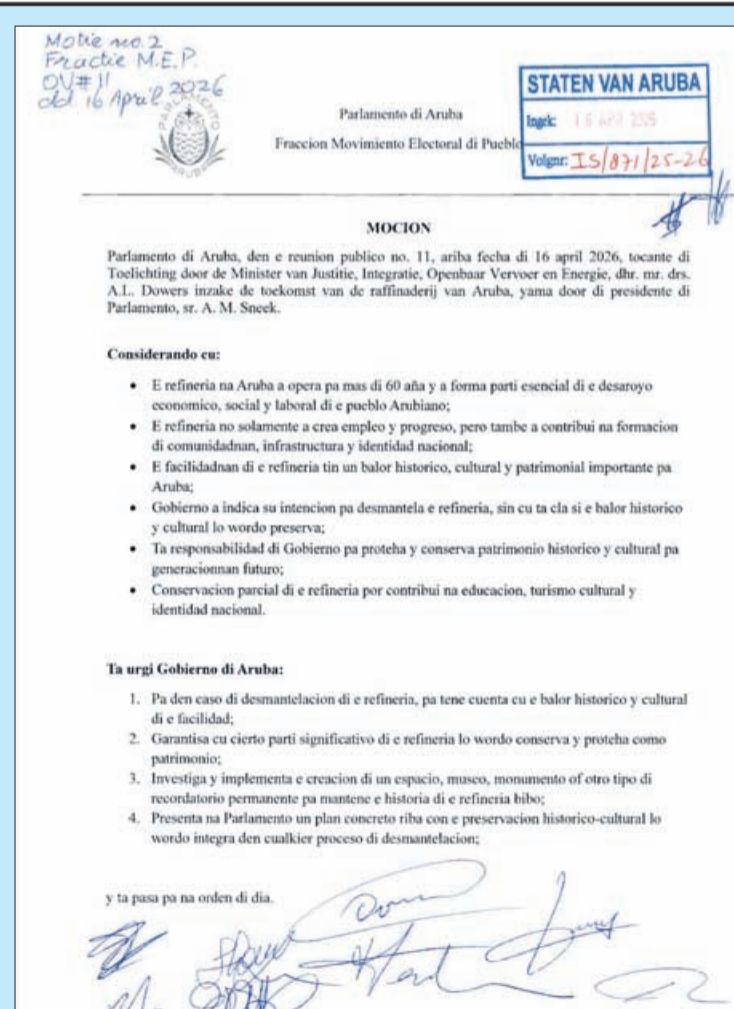 Motie no. 2
Fractie M.E.P.
OV# 11
dd 16 April 2026
PARLAMENTO
ARUBA
Parlamento di Aruba
Fraccion Movimiento Electoral di Pueblo
STATEN VAN ARUBA
Ingek: 16 APR
Volgnr: IS/871/25-26
MOCION
Parlamento di Aruba, den e reunion publico no. 11, ariba fecha di 16 april 2026, tocante di
Toelichting door de Minister van Justitie, Integratie, Openbaar Vervoer en Energie, dhr. mr. drs.
A.L. Dowers inzake de toekomst van de raffinaderij van Aruba, yama door di presidente di
Parlamento, sr. A. M. Sneek.
Considerando cu:
• E refineria na Aruba a opera pa mas di 60 aña y a forma parti esencial di e desaroyo
economico, social y laboral di e pueblo Arubiano;
• E refineria no solamente a crea empleo y progreso, pero tambe a contribui na formacion
di comunidadnan, infrastructura y identidad nacional;
• E facilidadnan di e refineria tin un balor historico, cultural y patrimonial importante pa
Aruba;
• Gobierno a indica su intencion pa desmantela e refineria, sin cu ta cla si e balor historico
y cultural lo wordo preserva;
• Ta responsabilidad di Gobierno pa proteha y conserva patrimonio historico y cultural pa
generacionnan futuro;
• Conservacion parcial di e refineria por contribui na educacion, turismo cultural y
identidad nacional.
Ta urgi Gobierno di Aruba:
1. Pa den caso di desmantelacion di e refineria, pa tene cuenta cu e balor historico y cultural
di e facilidad;
2. Garantisa cu cierto parti significativo di e refineria lo wordo conserva y proteha como
patrimonio;
3. Investiga y implementa e creacion di un espacio, museo, monumento of otro tipo di
recordatorio permanente pa mantene e historia di e refineria bibo;
4. Presenta na Parlamento un plan concreto riba con e preservacion historico-cultural lo
wordo integra den cualkier proceso di desmantelacion;
y ta pasa pa na orden di dia.